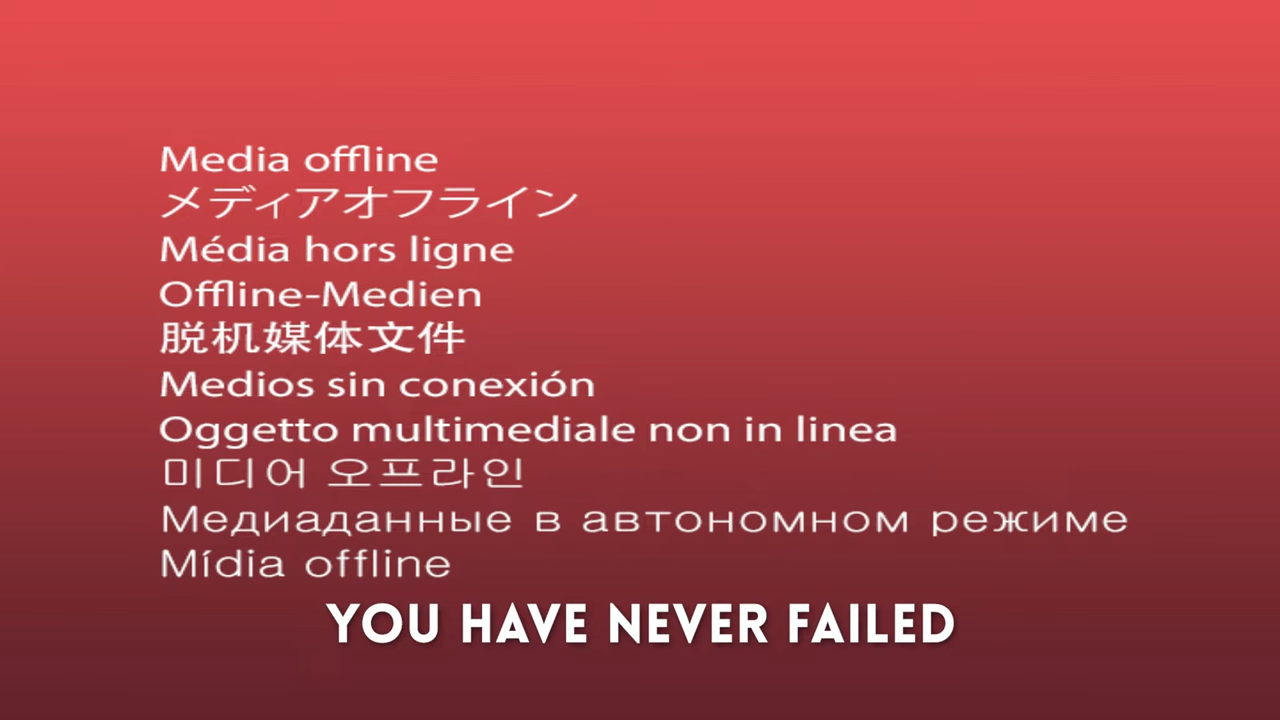 Media offline
メディアオフライン
Média hors ligne
Offline-Medien
脱机媒体文件
Medios sin conexión
Oggetto multimediale non in linea
미디어 오프라인
Медиаданные в автономном режиме
Mídia offline
YOU HAVE NEVER FAILED